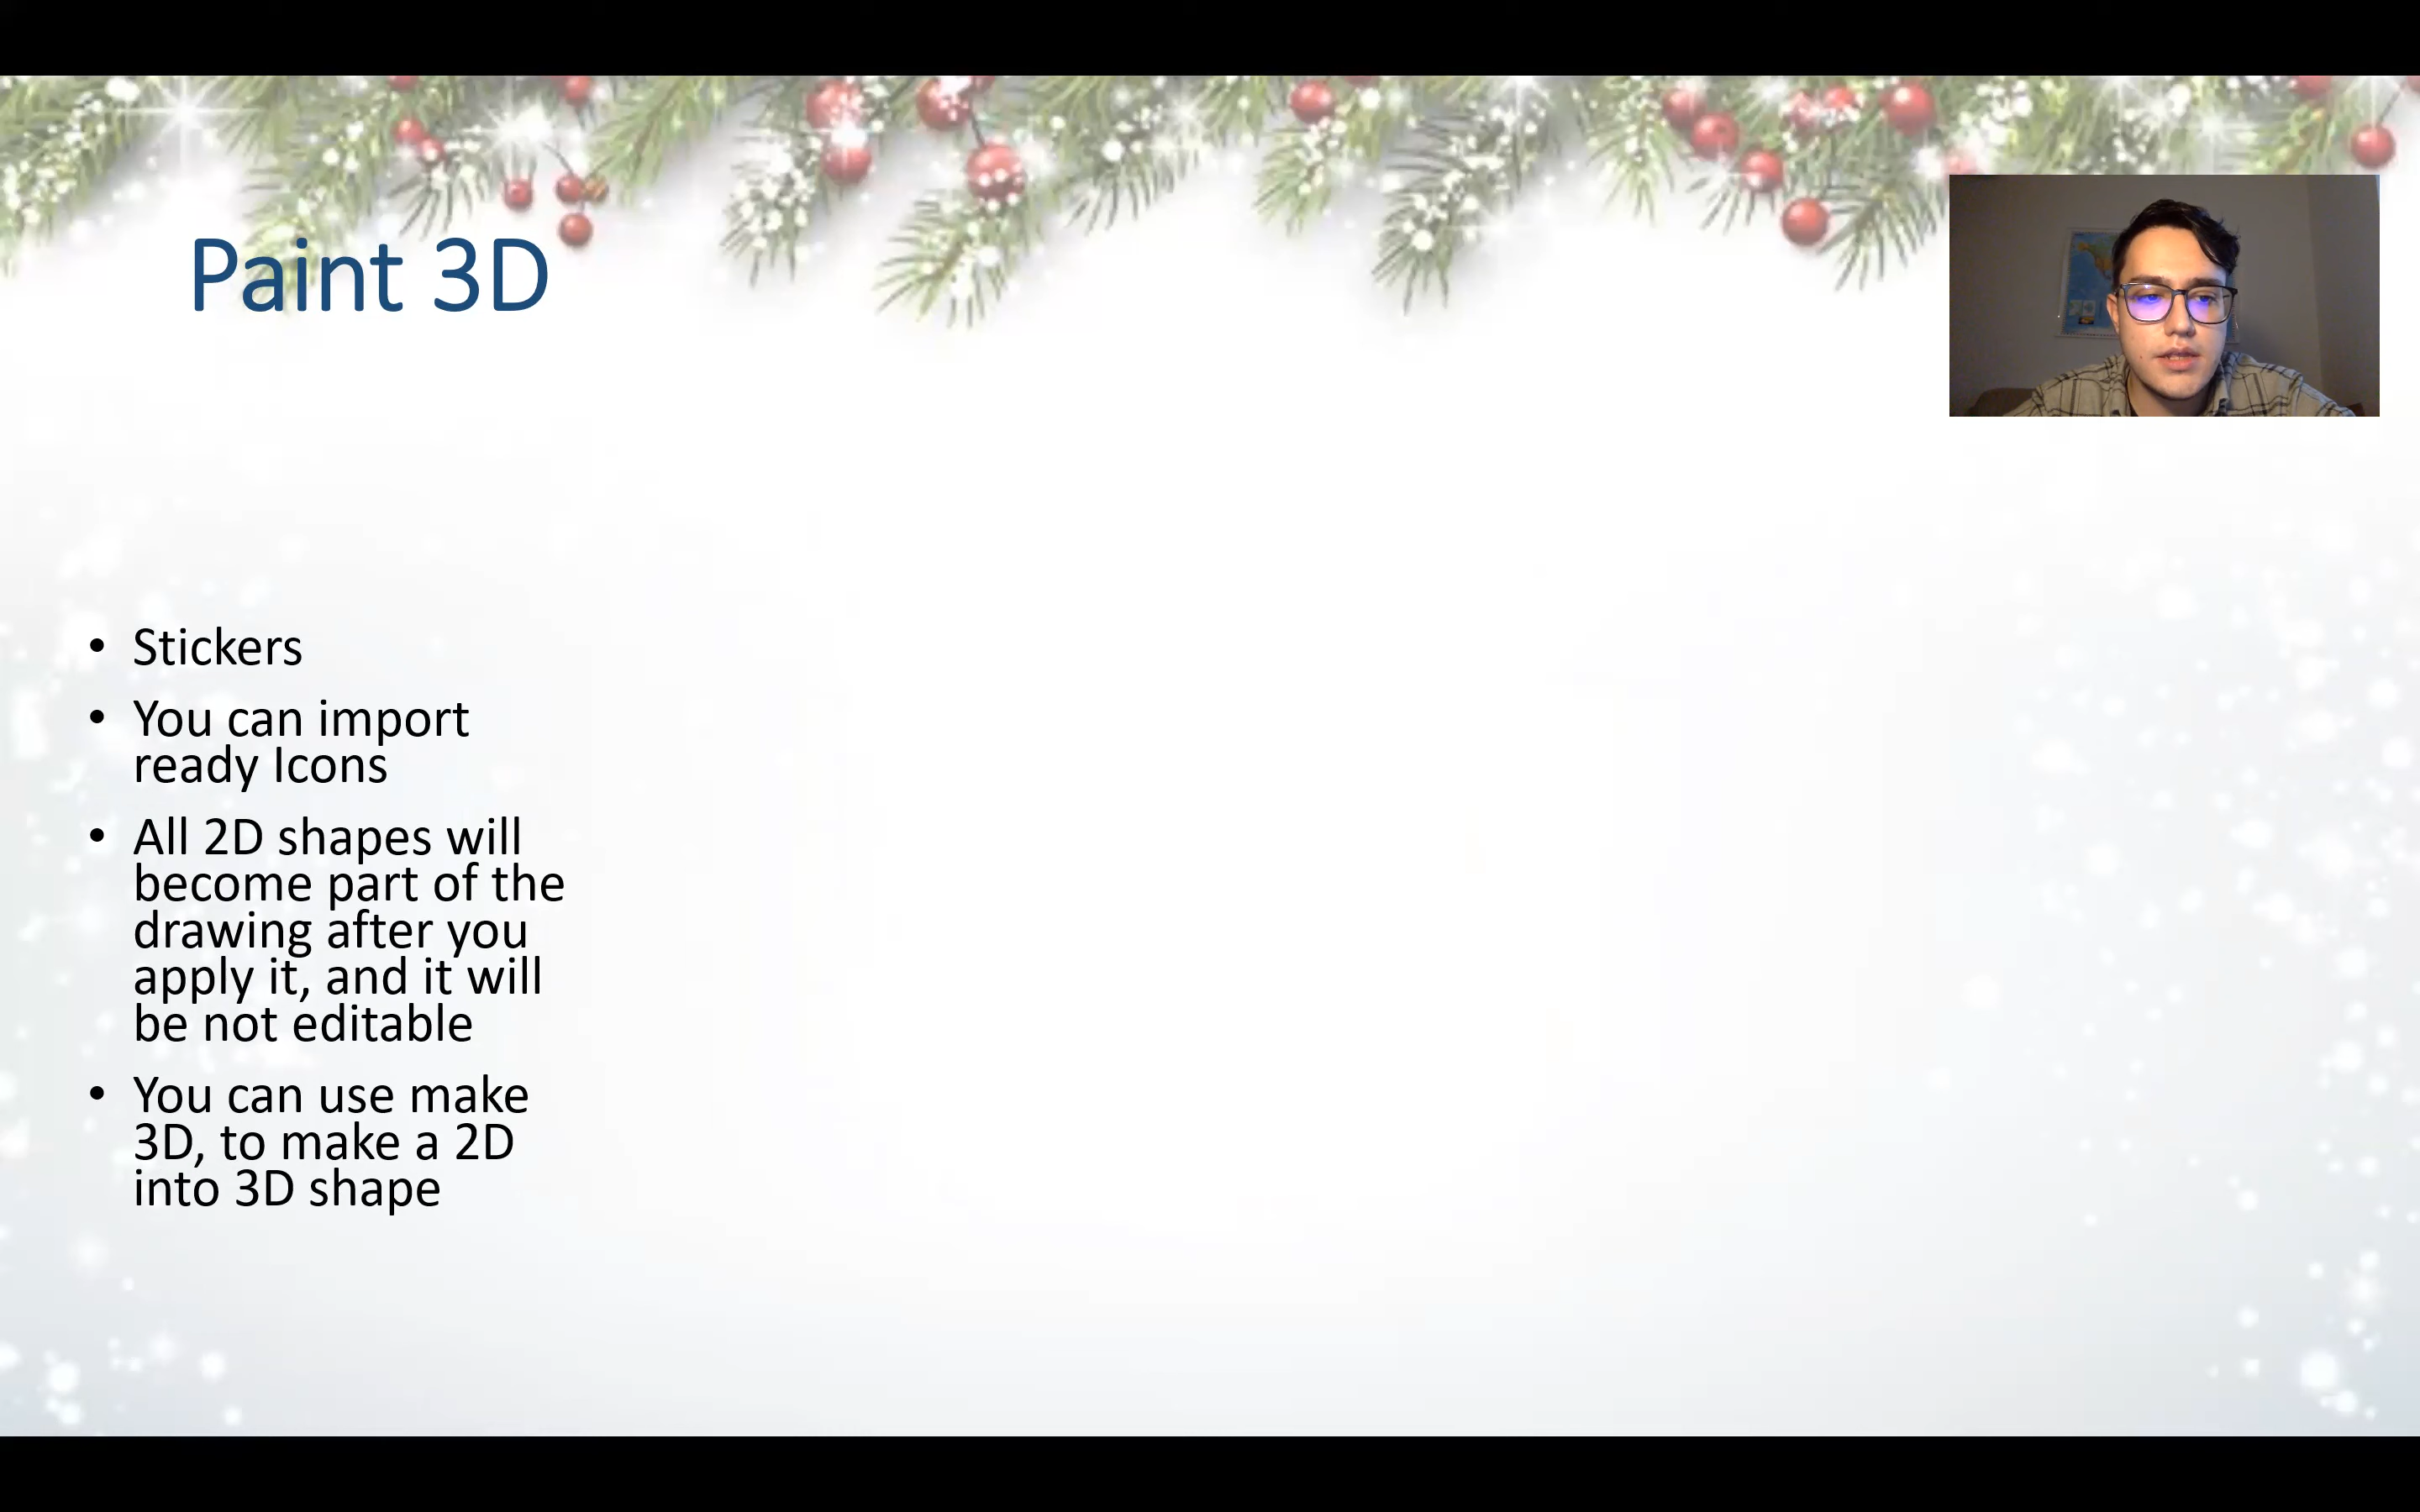 Paint 3D
• Stickers
• You can import
ready Icons
• All 2D shapes will
become part of the
drawing after you
apply it, and it will
be not editable
• You can use make
3D, to make a 2D
into 3D shape